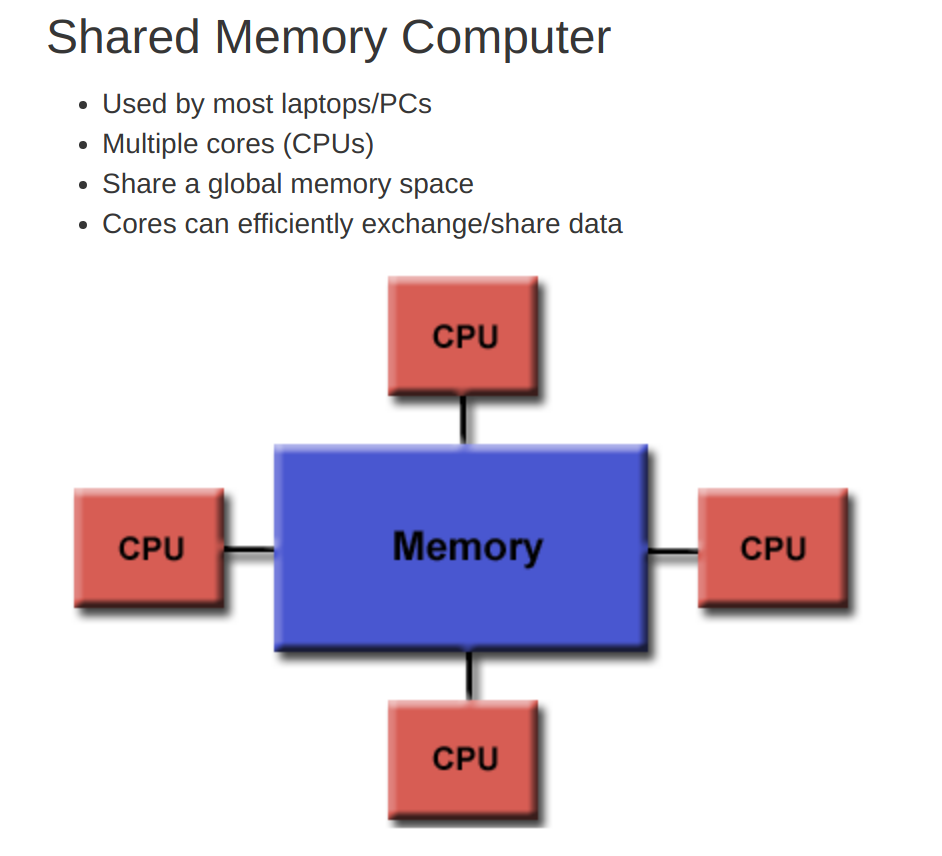 Shared Memory Computer
Used by most laptops/PCs
Multiple cores (CPUs)
Share a global memory space
Cores can efficiently exchange/share data
CPU
CPU
Memory
CPU
CPU